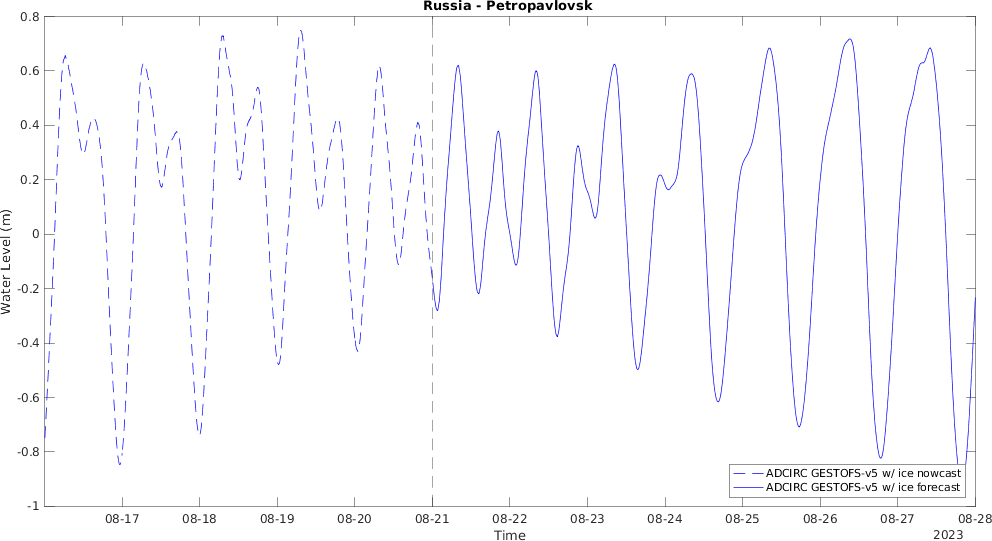 Russia - Petropavlovsk
0.8
0.6
0.4
0.2
0
-0.2
-0.4
-0.6
-0.8
-1
Water Level (m)
ADCIRC GESTOFS-v5 w/ ice nowcast
ADCIRC GESTOFS-v5 w/ ice forecast
08-17 08-18 08-19 08-20 08-21 08-22 08-23 08-24 08-25 08-26 08-27 08-28
Time
2023